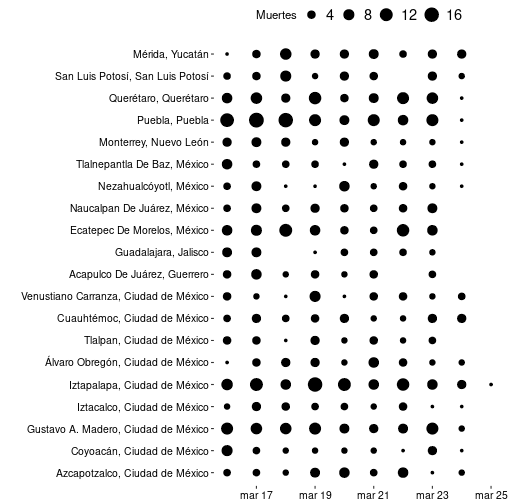 Muertes 4 8 12 16
Mérida, Yucatán
San Luis Potosí, San Luis Potosí
Querétaro, Querétaro
Puebla, Puebla
Monterrey, Nuevo León
Tlalnepantla De Baz, México
Nezahualcóyotl, México
Naucalpan De Juárez, México
Ecatepec De Morelos, México
Guadalajara, Jalisco
Acapulco De Juárez, Guerrero
Venustiano Carranza, Ciudad de México
Cuauhtémoc, Ciudad de México
Tlalpan, Ciudad de México
Álvaro Obregón, Ciudad de México
Iztapalapa, Ciudad de México
Iztacalco, Ciudad de México
Gustavo A. Madero, Ciudad de México
Coyoacán, Ciudad de México
Azcapotzalco, Ciudad de México
mar 17 mar 19 mar 21 mar 23 mar 25